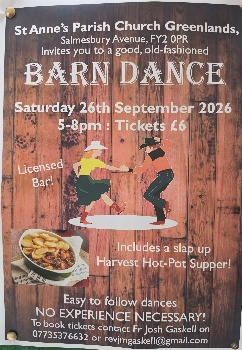 St Anne's Parish Church Greenlands,
Salmesbury Avenue, FY2 0PR
Invites you to a good, old-fashioned
BARN DANCE
Saturday 26th September 2026
5-8pm : Tickets £6
Licensed
Bar!
Includes a slap up
Harvest Hot-Pot Supper!
Easy to follow dances
NO EXPERIENCE NECESSARY!
To book tickets contact Fr Josh Gaskell on
07735376632 or revjmgaskell@gmail.com